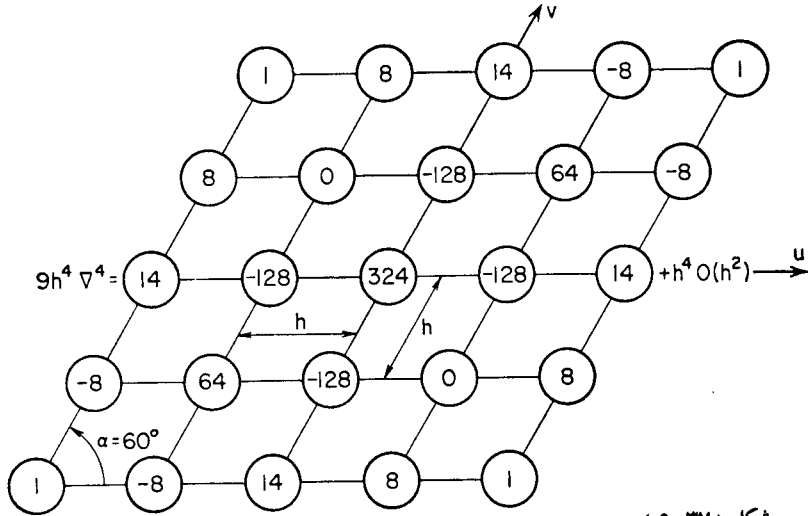 v
1 8 14 -8 1
8 0 -128 64 -8
9h⁴ ∇⁴= 14 -128 324 -128 14 +h⁴ O(h²) u
h h
-8 64 -128 0 8
α=60°
1 -8 14 8 1